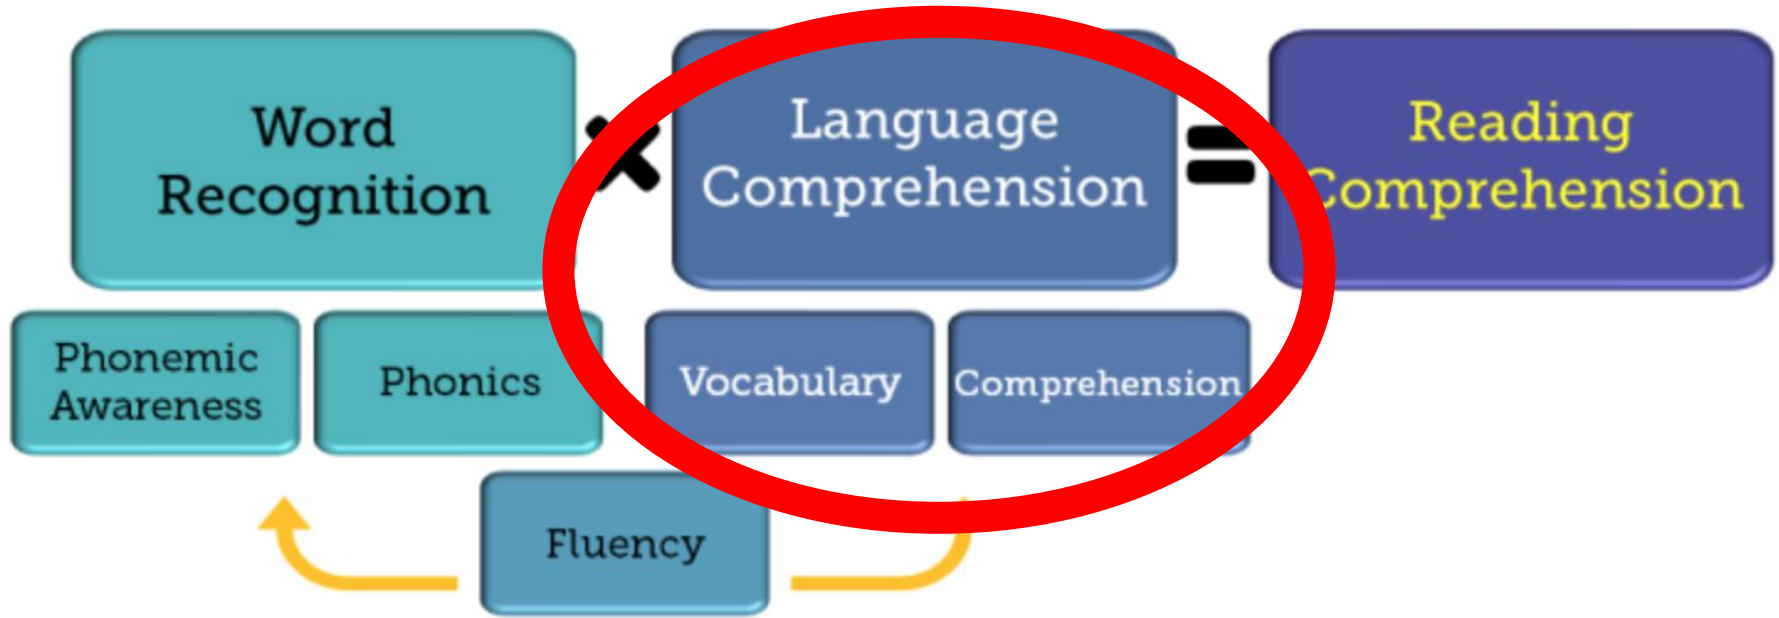 Word
Recognition
×
Language
Comprehension
=
Reading
Comprehension
Phonemic
Awareness
Phonics
Vocabulary
Comprehension
Fluency